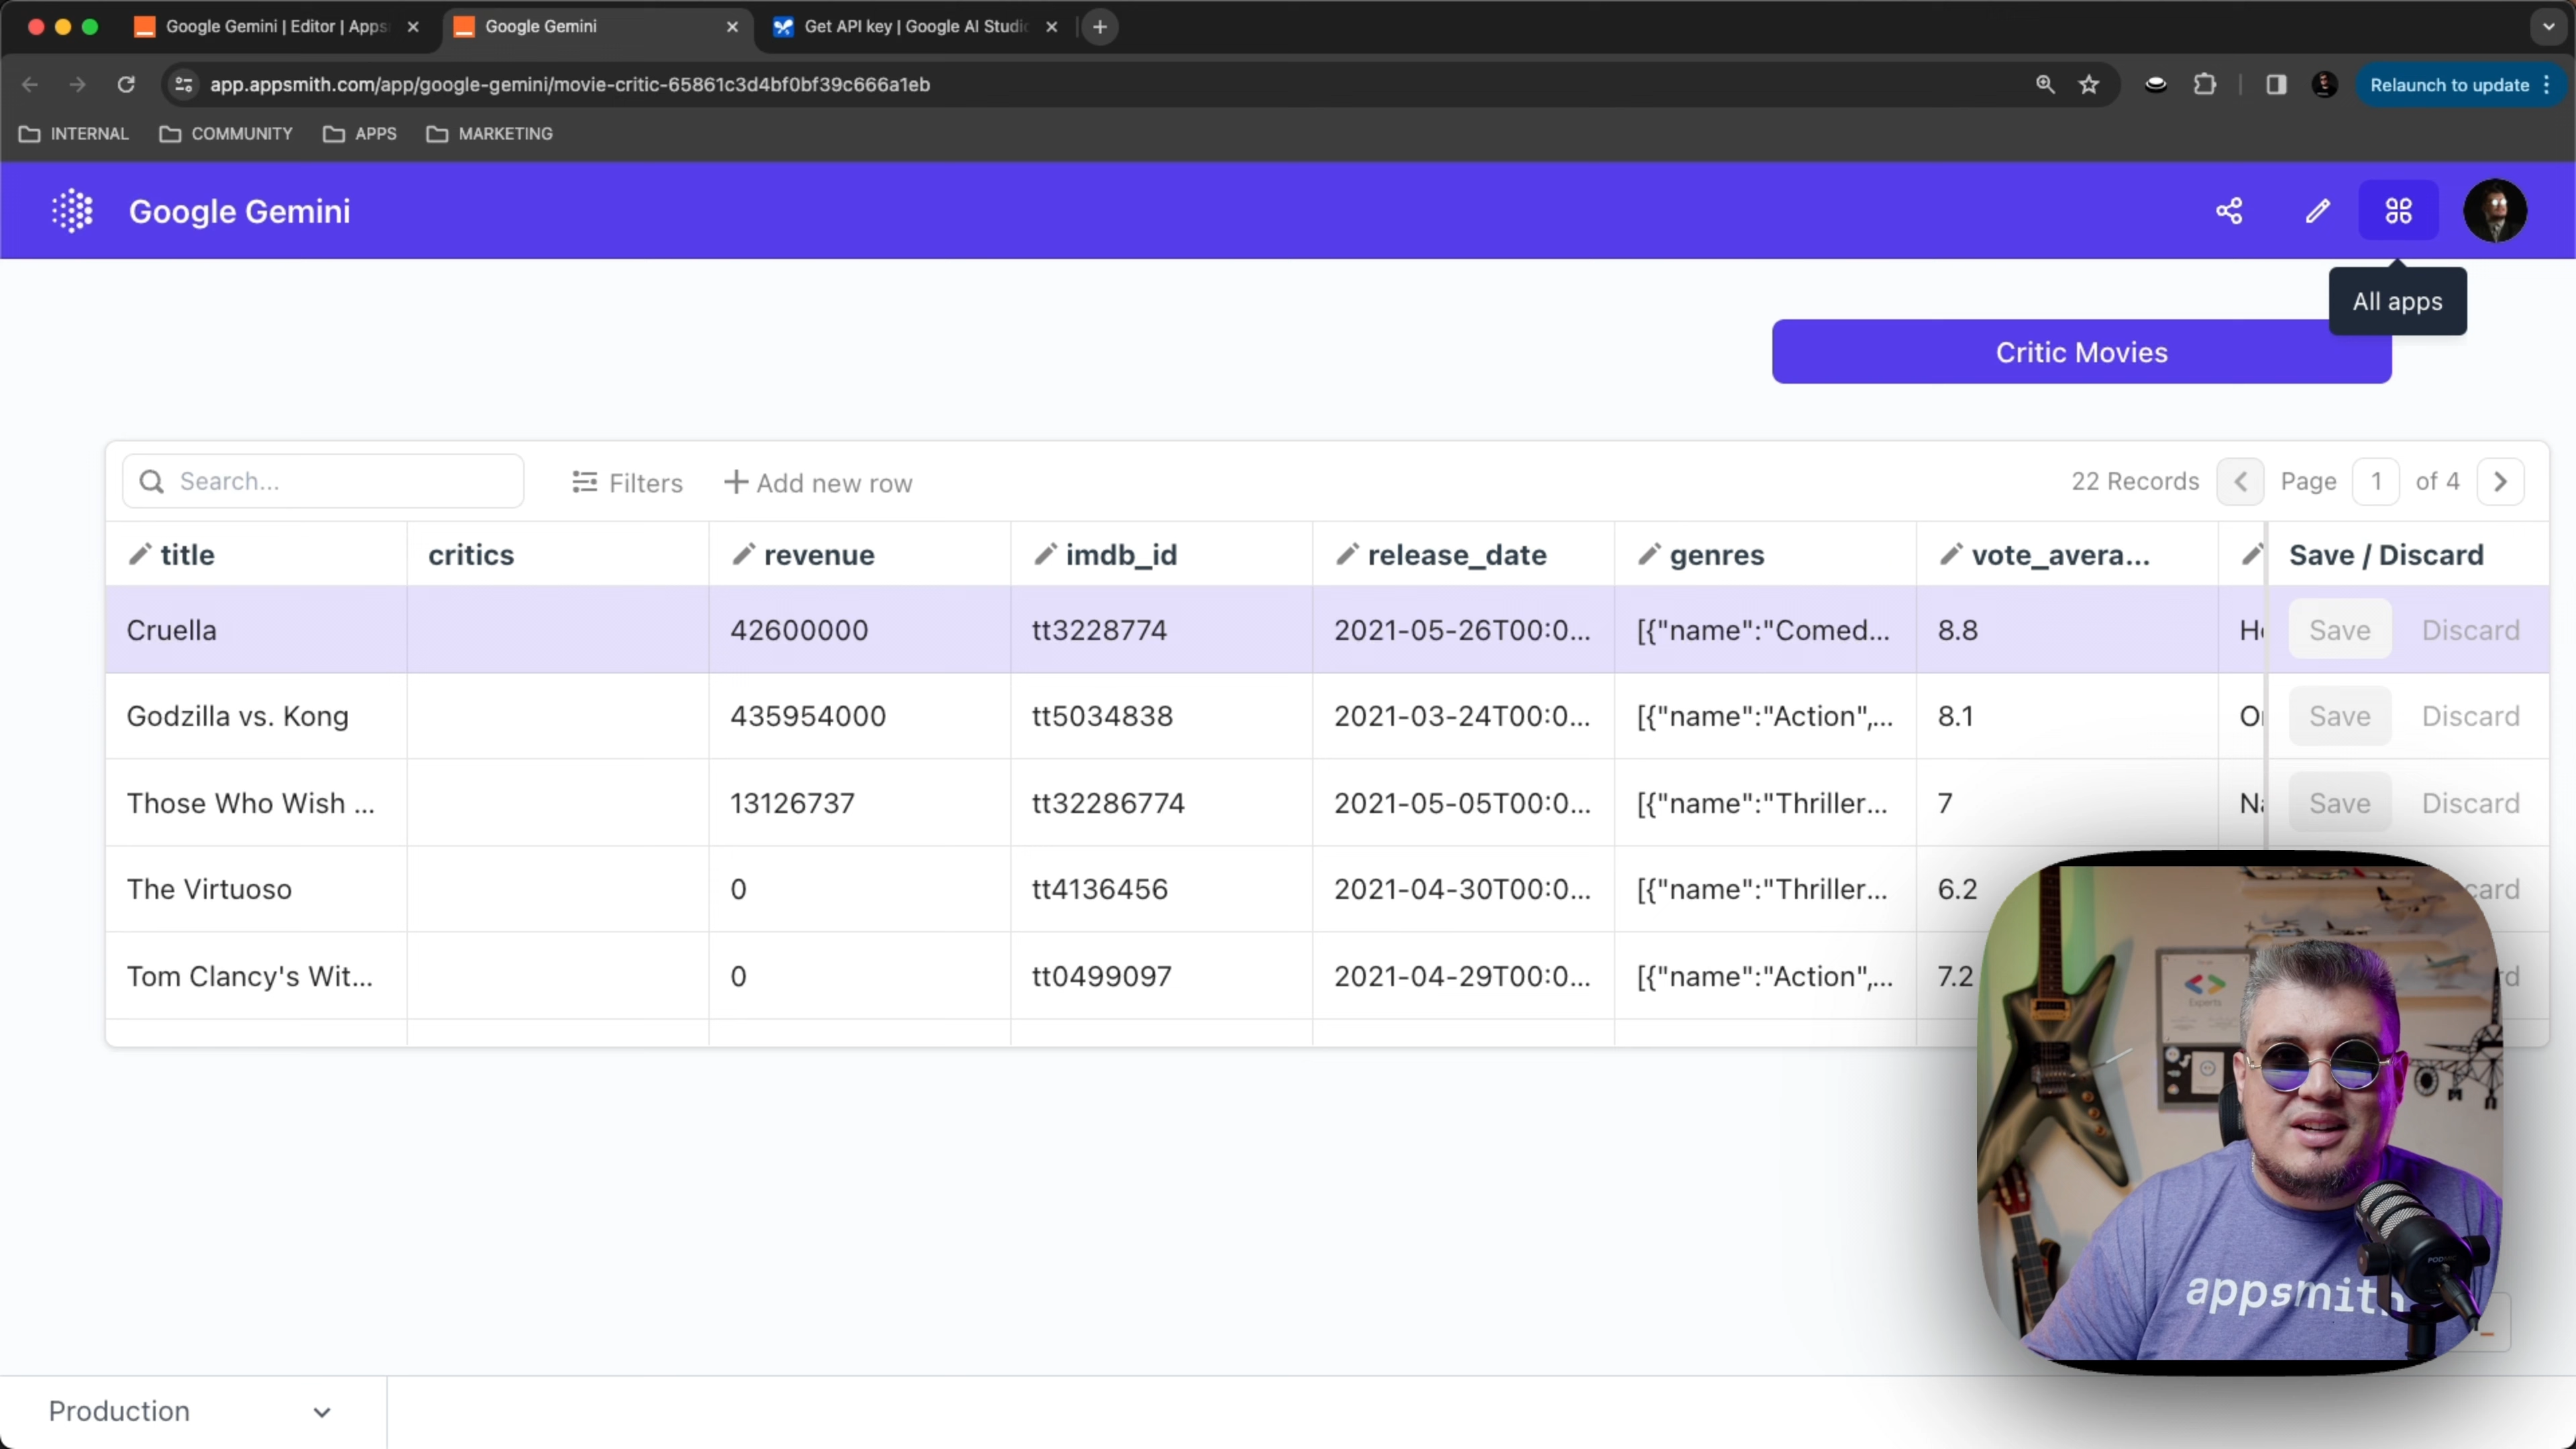 Google Gemini | Editor | Apps
Google Gemini
Get API key | Google AI Studio
app.appsmith.com/app/google-gemini/movie-critic-65861c3d4bf0bf39c666a1eb
Relaunch to update
INTERNAL COMMUNITY APPS MARKETING
Google Gemini
All apps
Critic Movies
Search...
Filters
Add new row
22 Records Page 1 of 4
title critics revenue imdb_id release_date genres vote_avera... Save / Discard
Cruella 42600000 tt3228774 2021-05-26T00:0... [{"name":"Comed... 8.8 Save Discard
Godzilla vs. Kong 435954000 tt5034838 2021-03-24T00:0... [{"name":"Action",... 8.1 Save Discard
Those Who Wish ... 13126737 tt32286774 2021-05-05T00:0... [{"name":"Thriller... 7 Save Discard
The Virtuoso 0 tt4136456 2021-04-30T00:0... [{"name":"Thriller... 6.2
Tom Clancy's Wit... 0 tt0499097 2021-04-29T00:0... [{"name":"Action",... 7.2
Experts
appsmith
Production